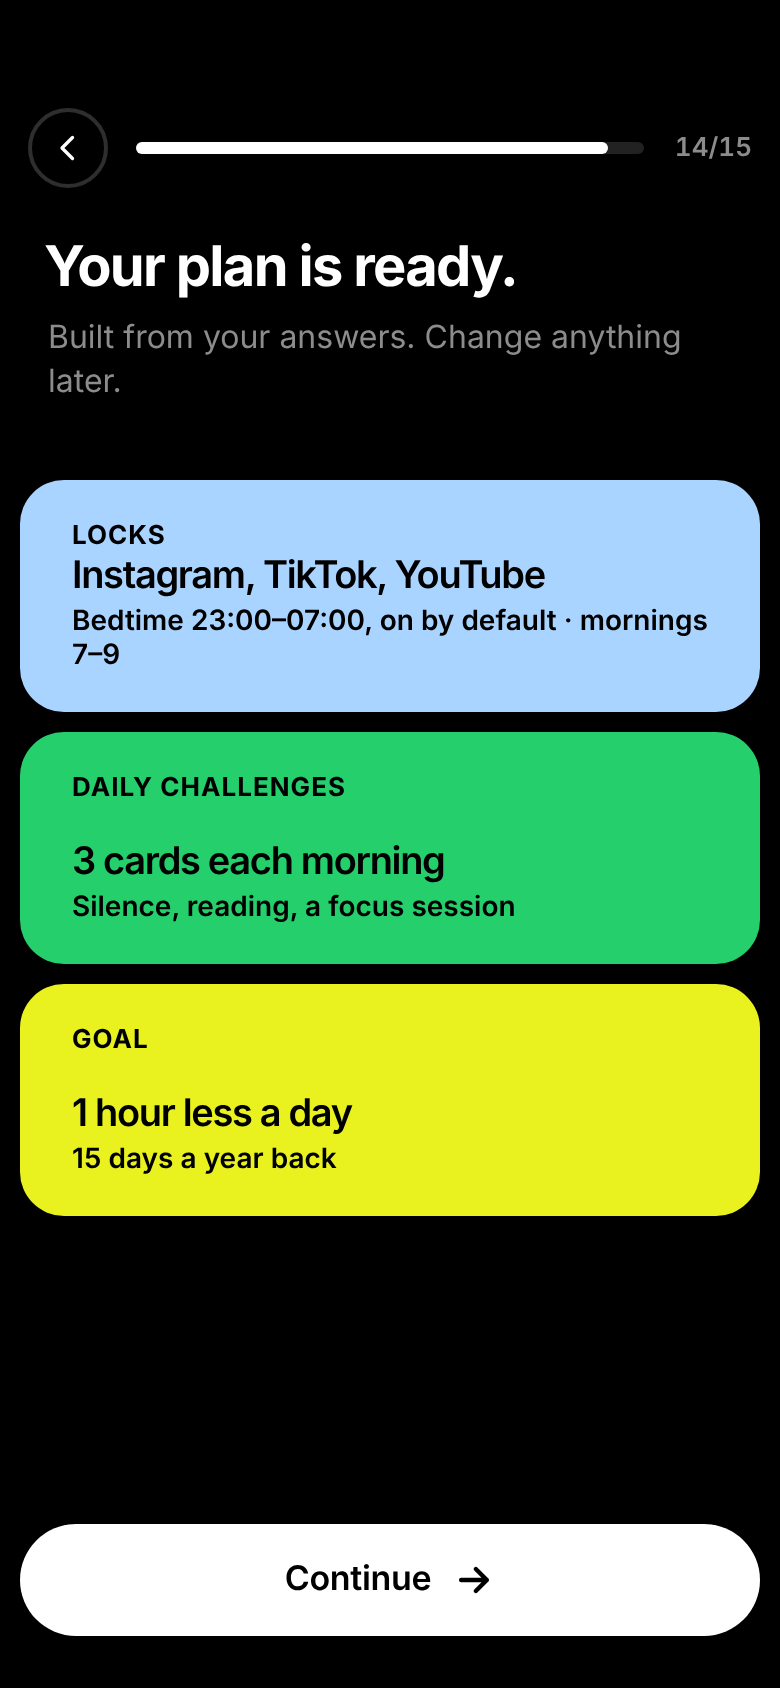 14/15
Your plan is ready.
Built from your answers. Change anything
later.
LOCKS
Instagram, TikTok, YouTube
Bedtime 23:00–07:00, on by default · mornings
7–9
DAILY CHALLENGES
3 cards each morning
Silence, reading, a focus session
GOAL
1 hour less a day
15 days a year back
Continue →